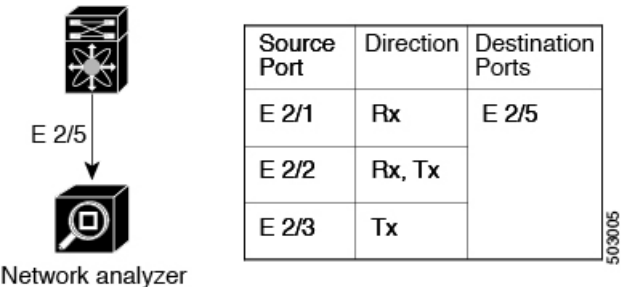 E 2/5
Network analyzer
Source Port
Direction
Destination Ports
E 2/1
Rx
E 2/5
E 2/2
Rx, Tx
E 2/3
Tx
503005